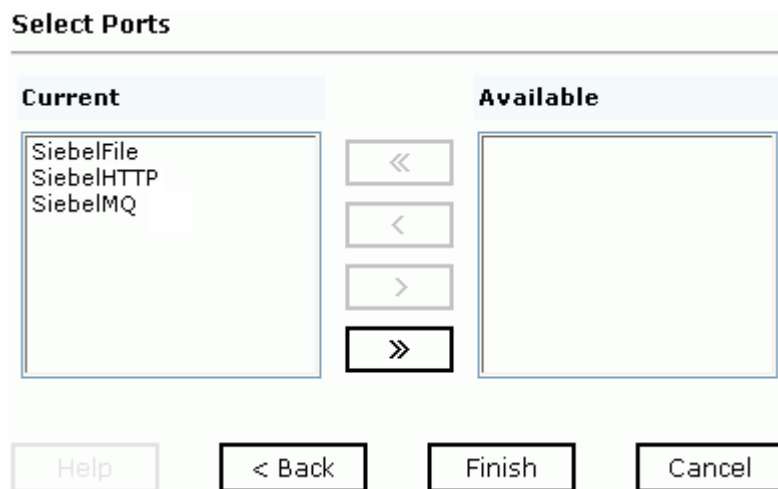 Select Ports
Current
Available
SiebelFile
SiebelHTTP
SiebelMQ
«
<
>
»
Help
< Back
Finish
Cancel